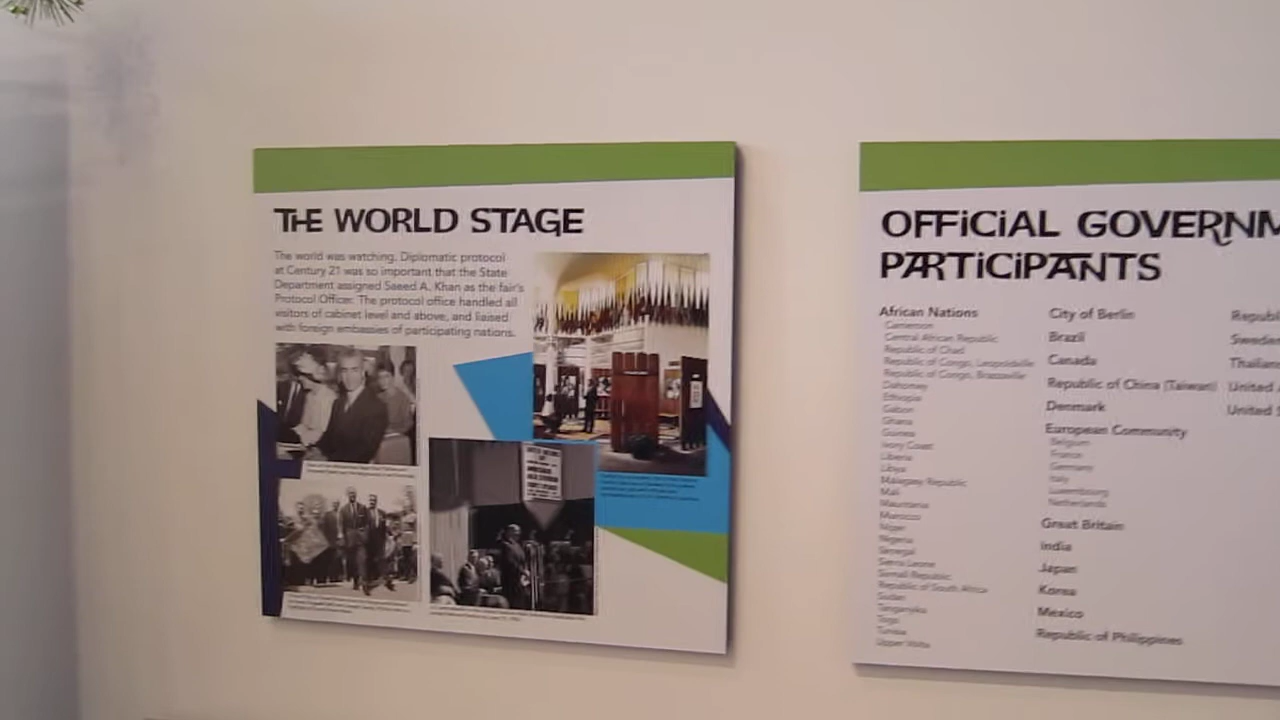 THE WORLD STAGE
The world was watching. Diplomatic protocol
at Century 21 was so important that the State
Department assigned Saeed A. Khan as the fair's
Protocol Officer. The protocol office handled all
visitors of cabinet level and above, and liaised
with foreign embassies of participating nations.
OFFiCiAL GOVERNM
PARTiCiPANTS
African Nations
Cameroon
Central African Republic
Republic of Chad
Republic of Congo, Leopoldville
Republic of Congo, Brazzaville
Dahomey
Ethiopia
Gabon
Ghana
Guinea
Ivory Coast
Liberia
Libya
Malagasy Republic
Mali
Mauritania
Morocco
Niger
Nigeria
Senegal
Sierra Leone
Somali Republic
Republic of South Africa
Sudan
Tanganyika
Togo
Tunisia
Upper Volta
City of Berlin
Brazil
Canada
Republic of China (Taiwan)
Denmark
European Community
Belgium
France
Germany
Italy
Luxembourg
Netherlands
Great Britain
India
Japan
Korea
Mexico
Republic of Philippines
Republ
Sweden
Thailand
United
United